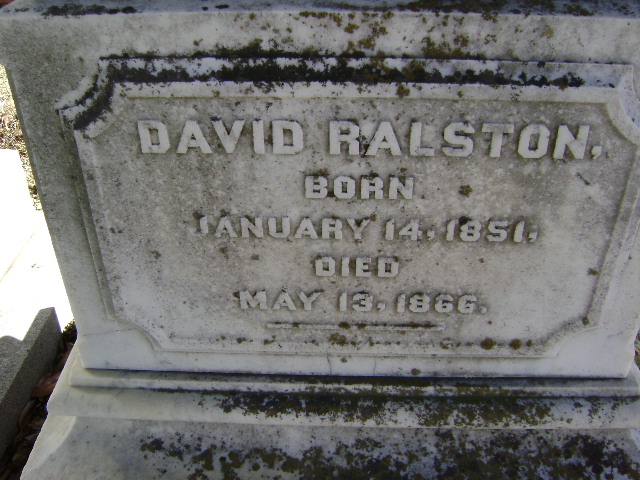 DAVID RALSTON,
BORN
JANUARY 14, 1851,
DIED
MAY 13, 1866.